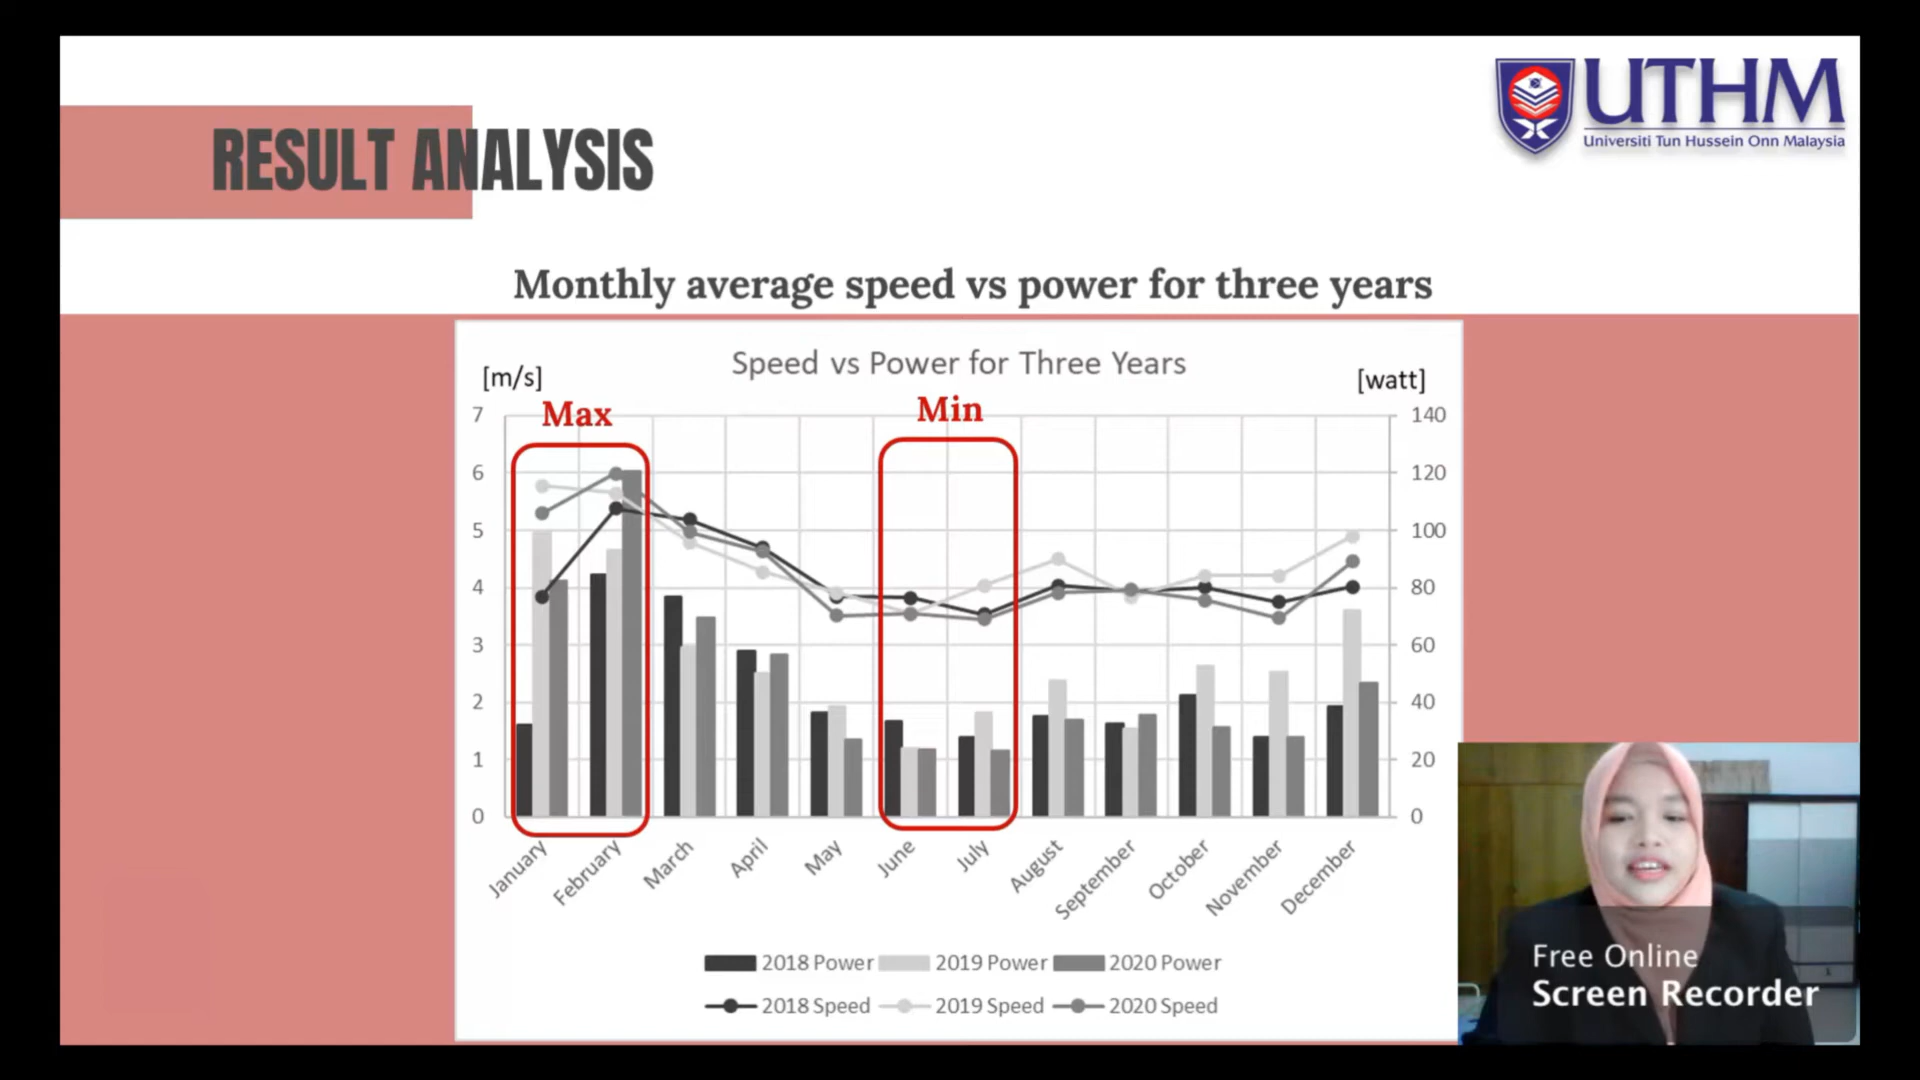 UTHM
Universiti Tun Hussein Onn Malaysia
RESULT ANALYSIS
Monthly average speed vs power for three years
Speed vs Power for Three Years
[m/s]
[watt]
Max
Min
7
6
5
4
3
2
1
0
140
120
100
80
60
40
20
0
January
February
March
April
May
June
July
August
September
October
November
December
2018 Power 2019 Power 2020 Power
2018 Speed 2019 Speed 2020 Speed
Free Online
Screen Recorder